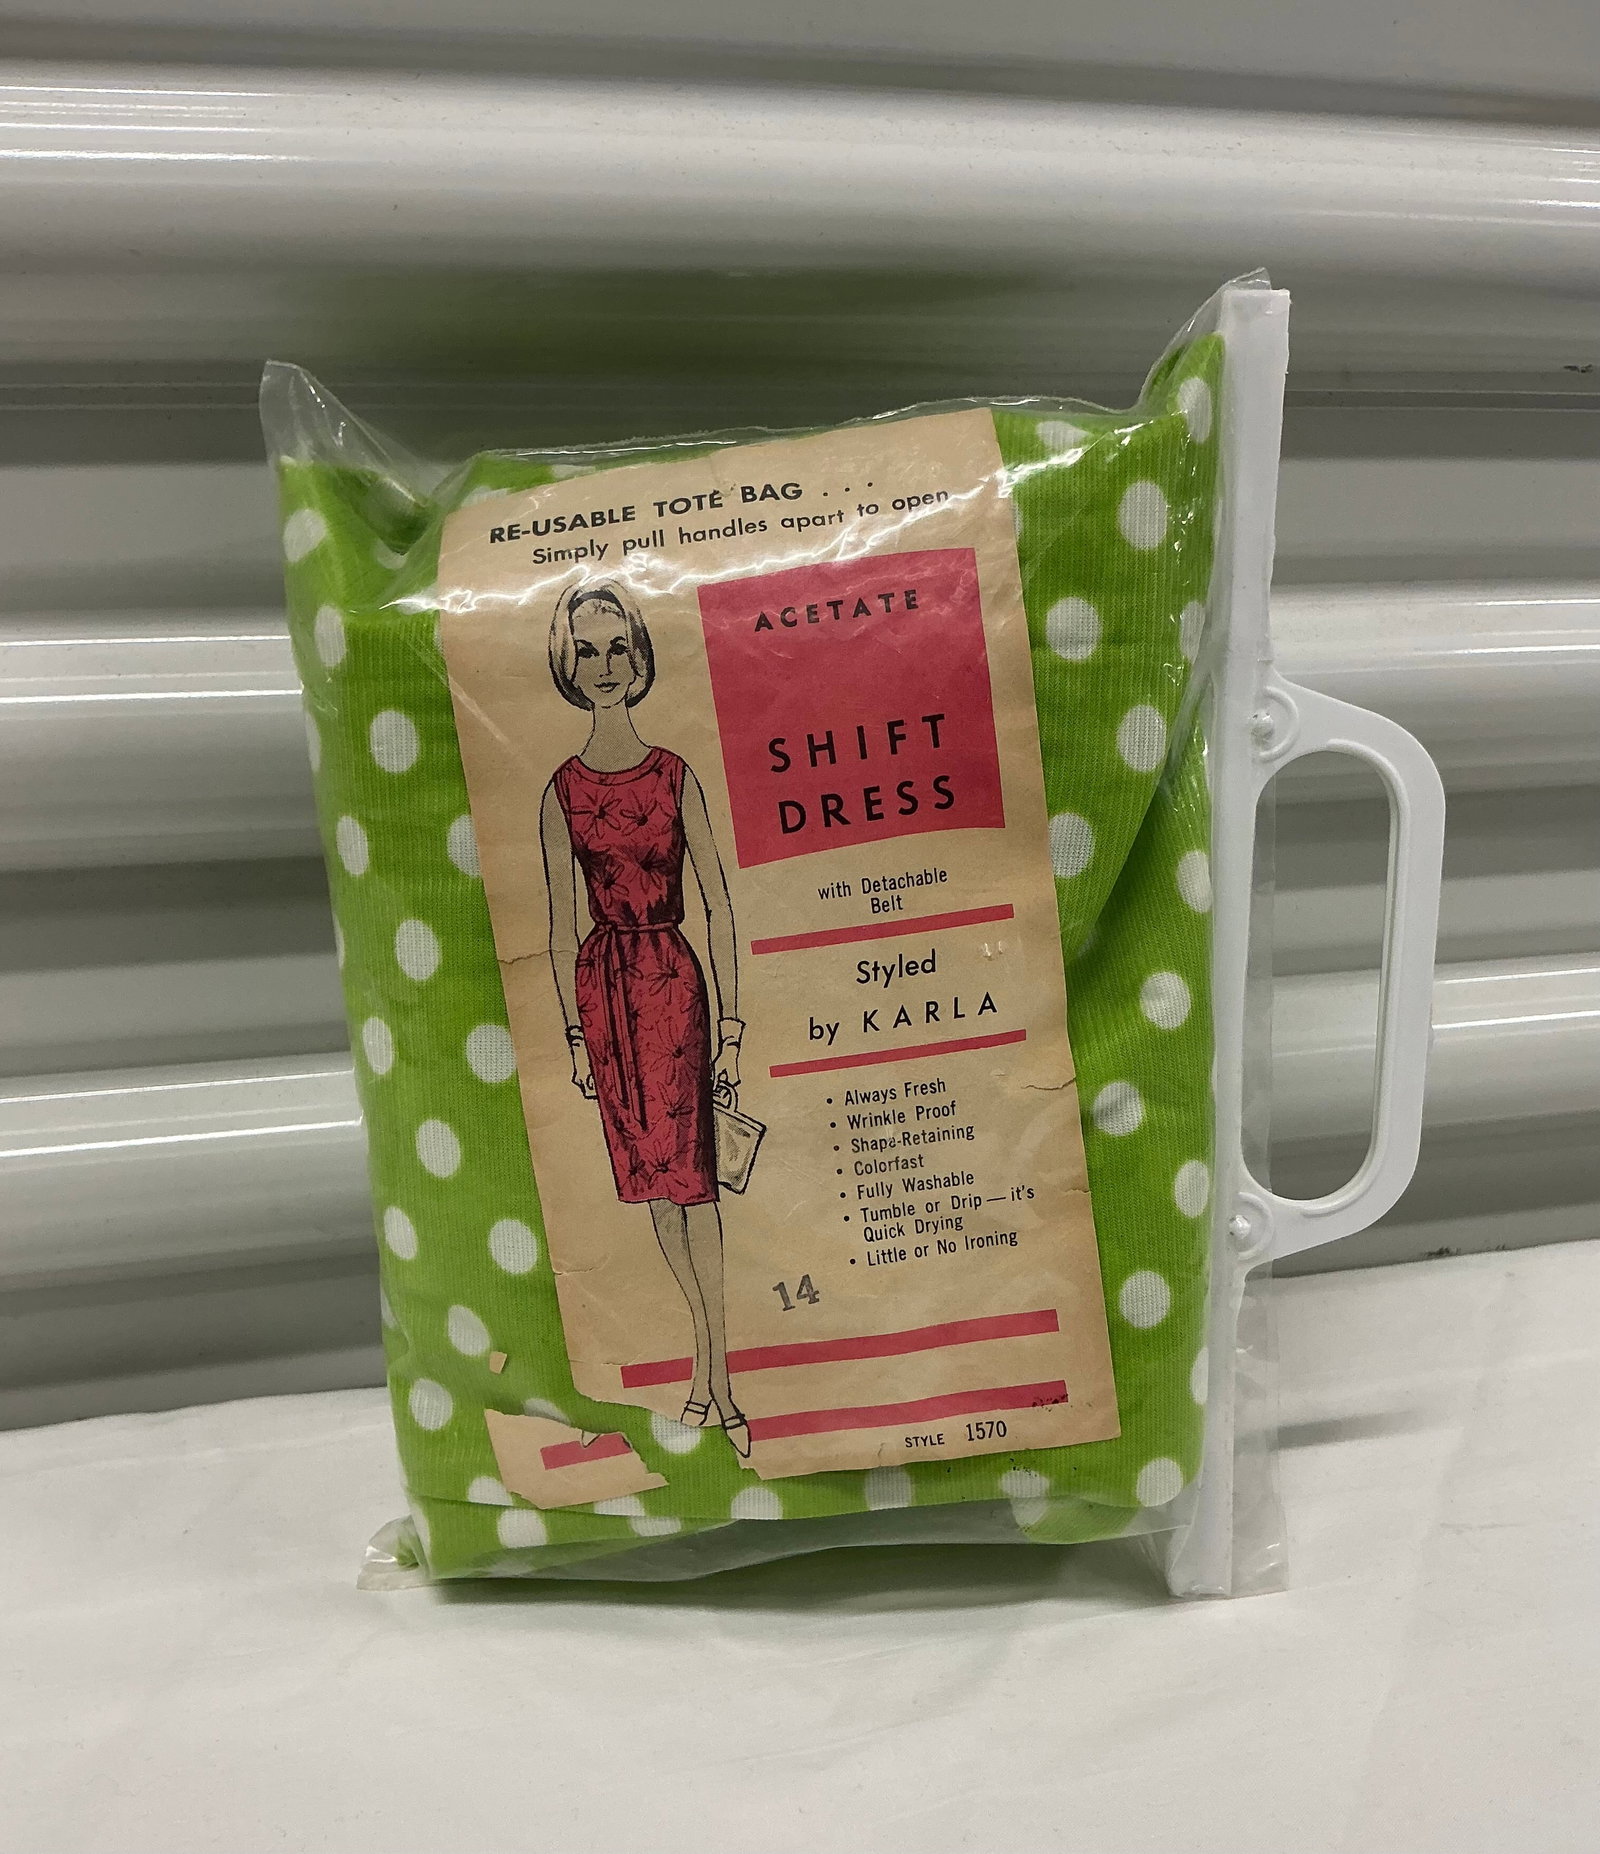 RE-USABLE TOTE BAG . . .
Simply pull handles apart to open
ACETATE
SHIFT
DRESS
with Detachable
Belt
Styled
by KARLA
• Always Fresh
• Wrinkle Proof
• Shape-Retaining
• Colorfast
• Fully Washable
• Tumble or Drip — it's
Quick Drying
• Little or No Ironing
14
STYLE 1570